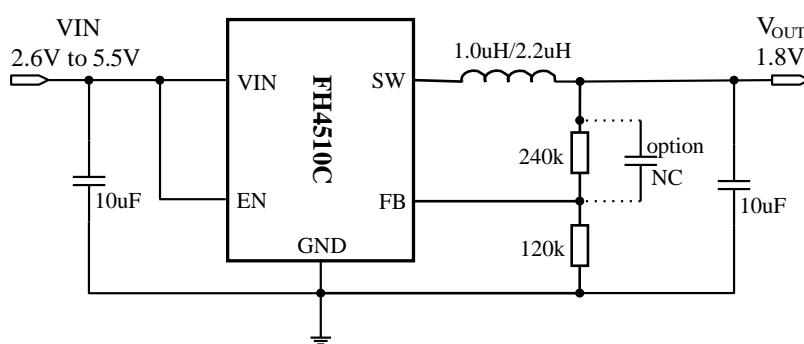 VIN
2.6V to 5.5V
1.0uH/2.2uH
VOUT
1.8V
VIN
SW
FH4510C
240k
option
NC
10uF
EN
FB
10uF
GND
120k